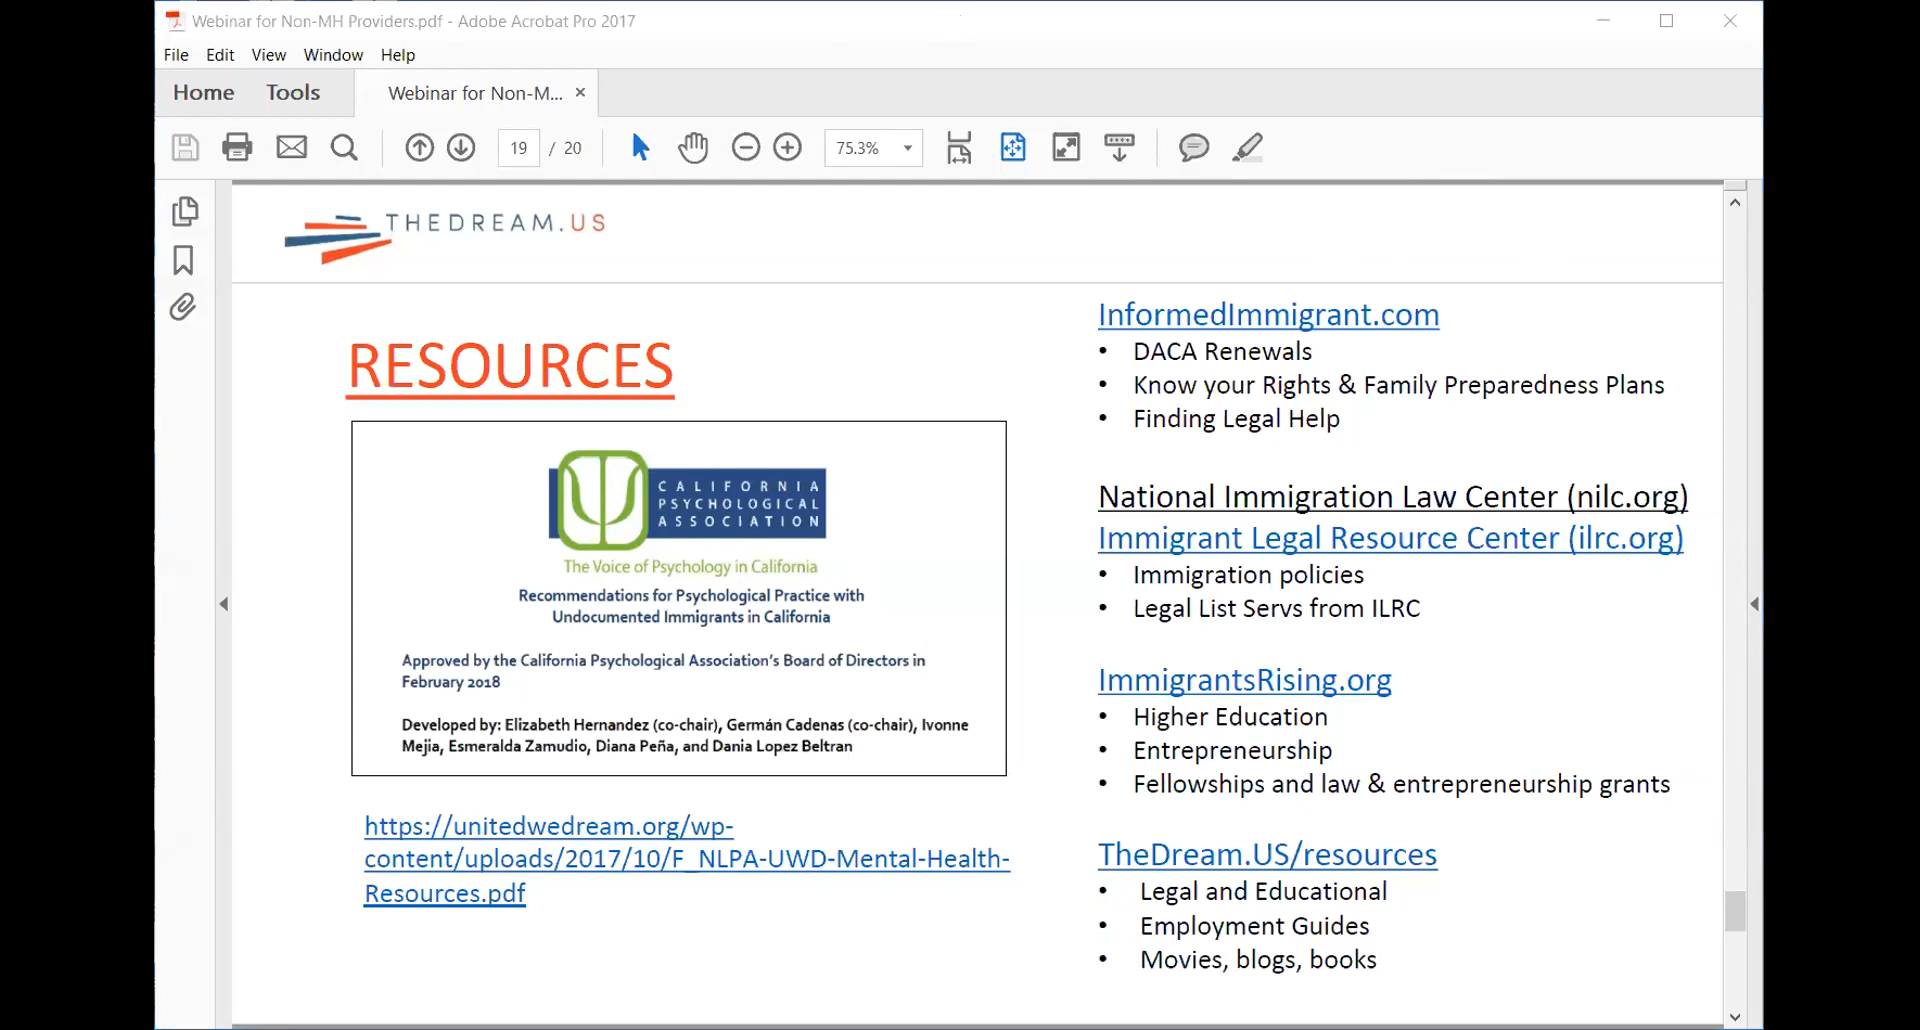 Webinar for Non-MH Providers.pdf - Adobe Acrobat Pro 2017
File Edit View Window Help
Home Tools Webinar for Non-M... ×
19 / 20 75.3%
THEDREAM.US
RESOURCES
CALIFORNIA
PSYCHOLOGICAL
ASSOCIATION
The Voice of Psychology in California
Recommendations for Psychological Practice with
Undocumented Immigrants in California
Approved by the California Psychological Association's Board of Directors in
February 2018
Developed by: Elizabeth Hernandez (co-chair), Germán Cadenas (co-chair), Ivonne
Mejia, Esmeralda Zamudio, Diana Peña, and Dania Lopez Beltran
https://unitedwedream.org/wp-
content/uploads/2017/10/F_NLPA-UWD-Mental-Health-
Resources.pdf
InformedImmigrant.com
• DACA Renewals
• Know your Rights & Family Preparedness Plans
• Finding Legal Help
National Immigration Law Center (nilc.org)
Immigrant Legal Resource Center (ilrc.org)
• Immigration policies
• Legal List Servs from ILRC
ImmigrantsRising.org
• Higher Education
• Entrepreneurship
• Fellowships and law & entrepreneurship grants
TheDream.US/resources
• Legal and Educational
• Employment Guides
• Movies, blogs, books